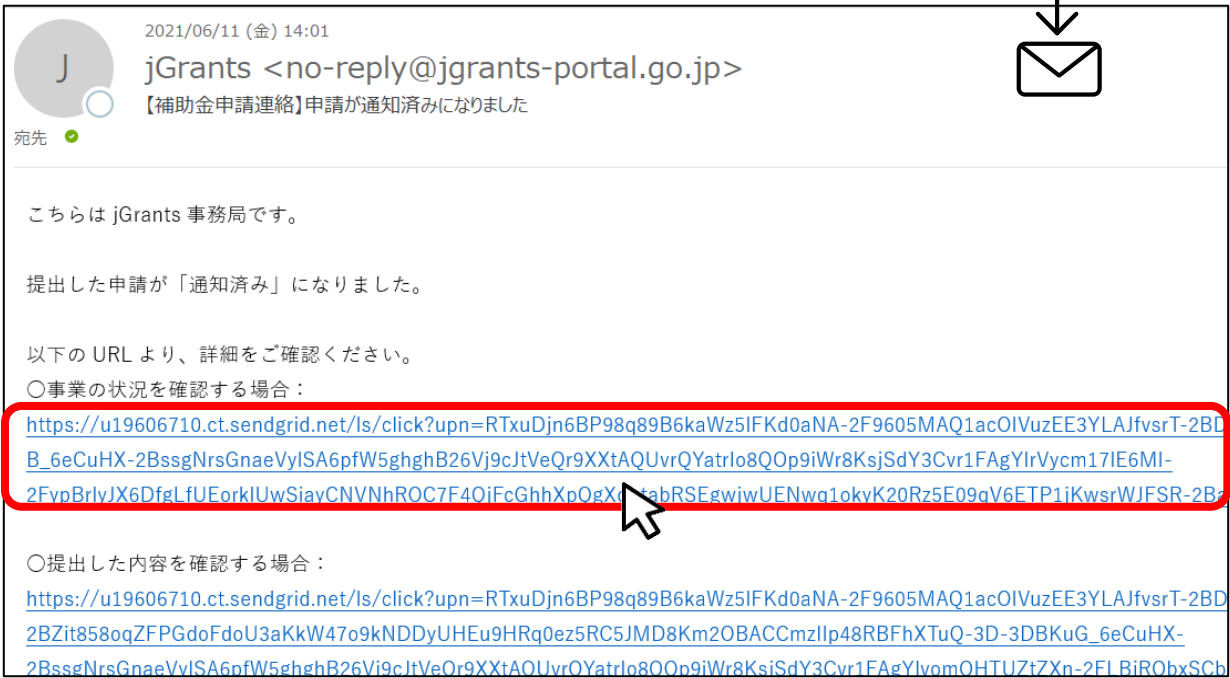 2021/06/11 (金) 14:01
J
jGrants <no-reply@jgrants-portal.go.jp>
【補助金申請連絡】申請が通知済みになりました
宛先
こちらは jGrants 事務局です。
提出した申請が「通知済み」になりました。
以下の URL より、詳細をご確認ください。
〇事業の状況を確認する場合：
https://u19606710.ct.sendgrid.net/ls/click?upn=RTxuDjn6BP98q89B6kaWz5lFKd0aNA-2F9605MAQ1acOlVuzEE3YLAJfvsrT-2BD
B_6eCuHX-2BssgNrsGnaeVylSA6pfW5ghghB26Vj9cJtVeQr9XXtAQUvrQYatrlo8QOp9iWr8KsjSdY3Cvr1FAgYlrVycm17lE6Ml-
〇提出した内容を確認する場合：
https://u19606710.ct.sendgrid.net/ls/click?upn=RTxuDjn6BP98q89B6kaWz5lFKd0aNA-2F9605MAQ1acOlVuzEE3YLAJfvsrT-2BD
2BZit858oqZFPGdoFdoU3aKkW47o9kNDDyUHEu9HRq0ez5RC5JMD8Km2OBACCmzlIp48RBFhXTuQ-3D-3DBKuG_6eCuHX-
2BssgNrsGnaeVylSA6pfW5ghghB26Vj9cJtVeQr9XXtAQUvrQYatrlo8QOp9iWr8KsjSdY3Cvr1FAgYlvomOHTUZtZXn-2FLBjRObxSCb